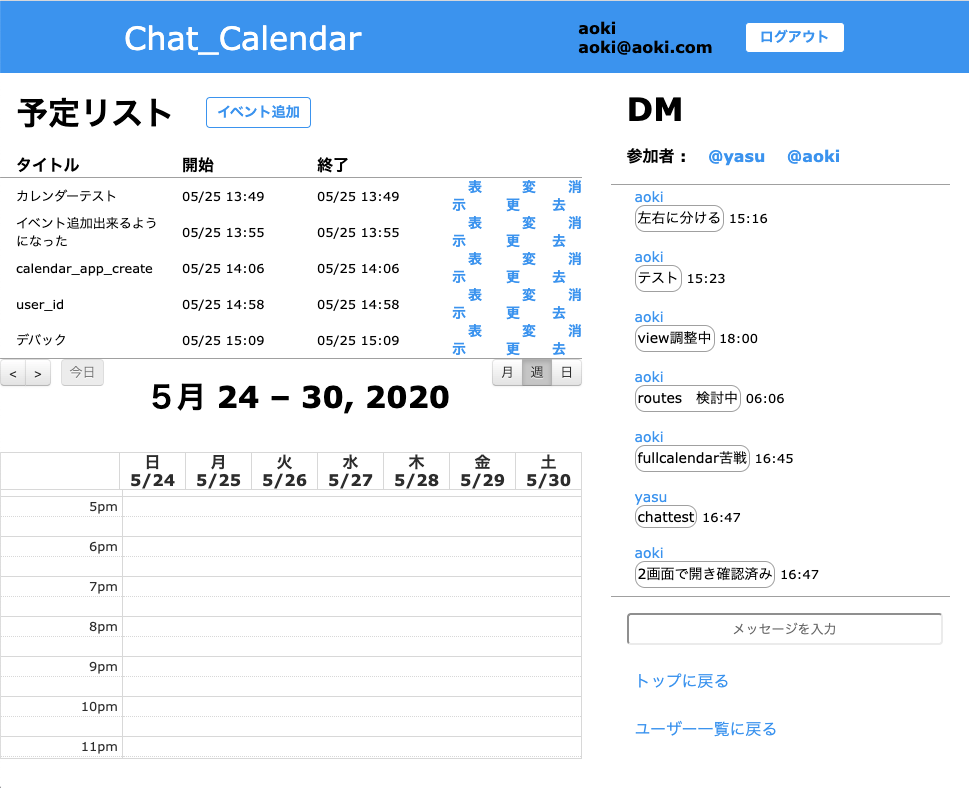 Chat_Calendar
aoki
aoki@aoki.com
ログアウト
予定リスト
イベント追加
タイトル 開始 終了
カレンダーテスト 05/25 13:49 05/25 13:49 表示 変更 消去
イベント追加出来るよう
になった 05/25 13:55 05/25 13:55 表示 変更 消去
calendar_app_create 05/25 14:06 05/25 14:06 表示 変更 消去
user_id 05/25 14:58 05/25 14:58 表示 変更 消去
デバック 05/25 15:09 05/25 15:09 表示 変更 消去
< > 今日
5月 24 – 30, 2020
月 週 日
日 月 火 水 木 金 土
5/24 5/25 5/26 5/27 5/28 5/29 5/30
5pm
6pm
7pm
8pm
9pm
10pm
11pm
DM
参加者： @yasu @aoki
aoki
左右に分ける 15:16
aoki
テスト 15:23
aoki
view調整中 18:00
aoki
routes　検討中 06:06
aoki
fullcalendar苦戦 16:45
yasu
chattest 16:47
aoki
2画面で開き確認済み 16:47
メッセージを入力
トップに戻る
ユーザー一覧に戻る